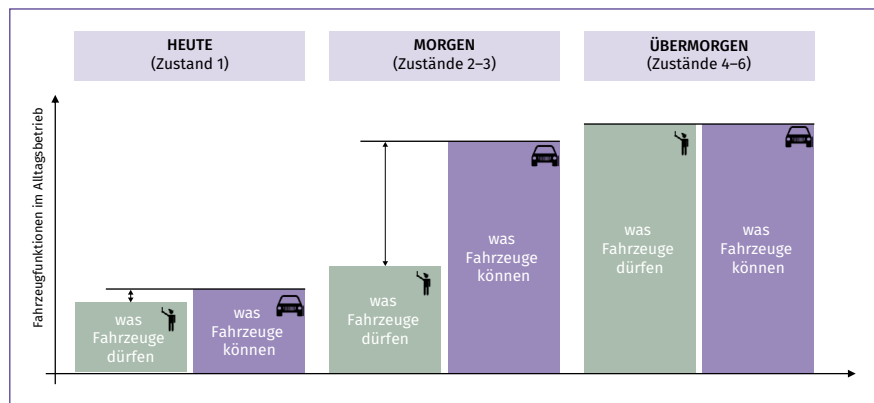 HEUTE
(Zustand 1)
MORGEN
(Zustände 2–3)
ÜBERMORGEN
(Zustände 4–6)
Fahrzeugfunktionen im Alltagsbetrieb
was
Fahrzeuge
dürfen
was
Fahrzeuge
können
was
Fahrzeuge
dürfen
was
Fahrzeuge
können
was
Fahrzeuge
dürfen
was
Fahrzeuge
können